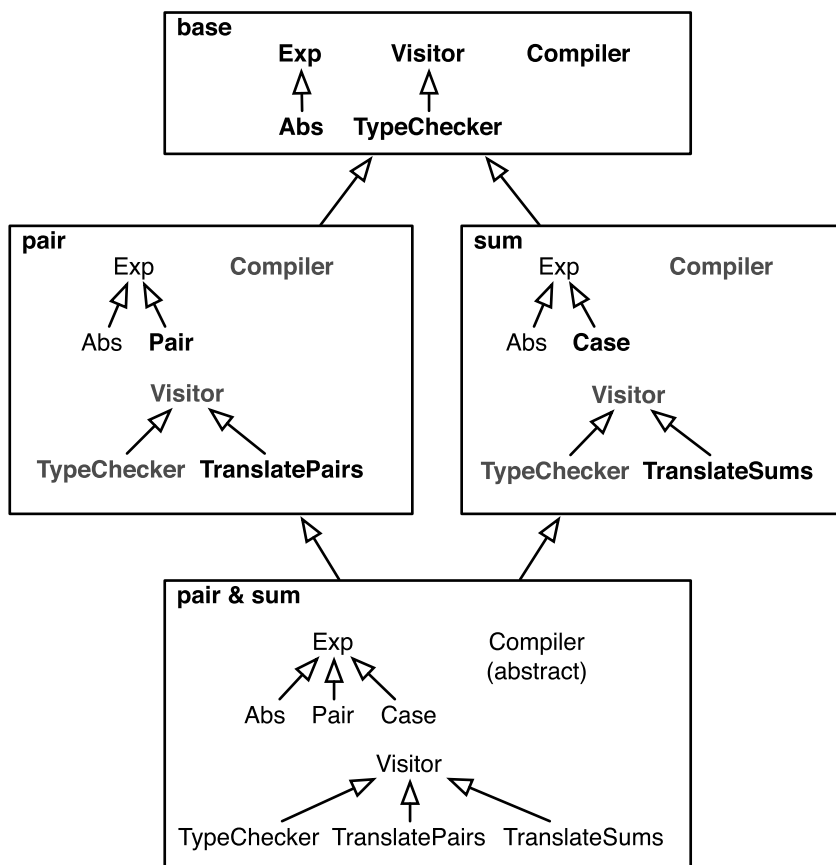 base
Exp Visitor Compiler
Abs TypeChecker
pair
Exp Compiler
Abs Pair
Visitor
TypeChecker TranslatePairs
sum
Exp Compiler
Abs Case
Visitor
TypeChecker TranslateSums
pair & sum
Exp Compiler
(abstract)
Abs Pair Case
Visitor
TypeChecker TranslatePairs TranslateSums